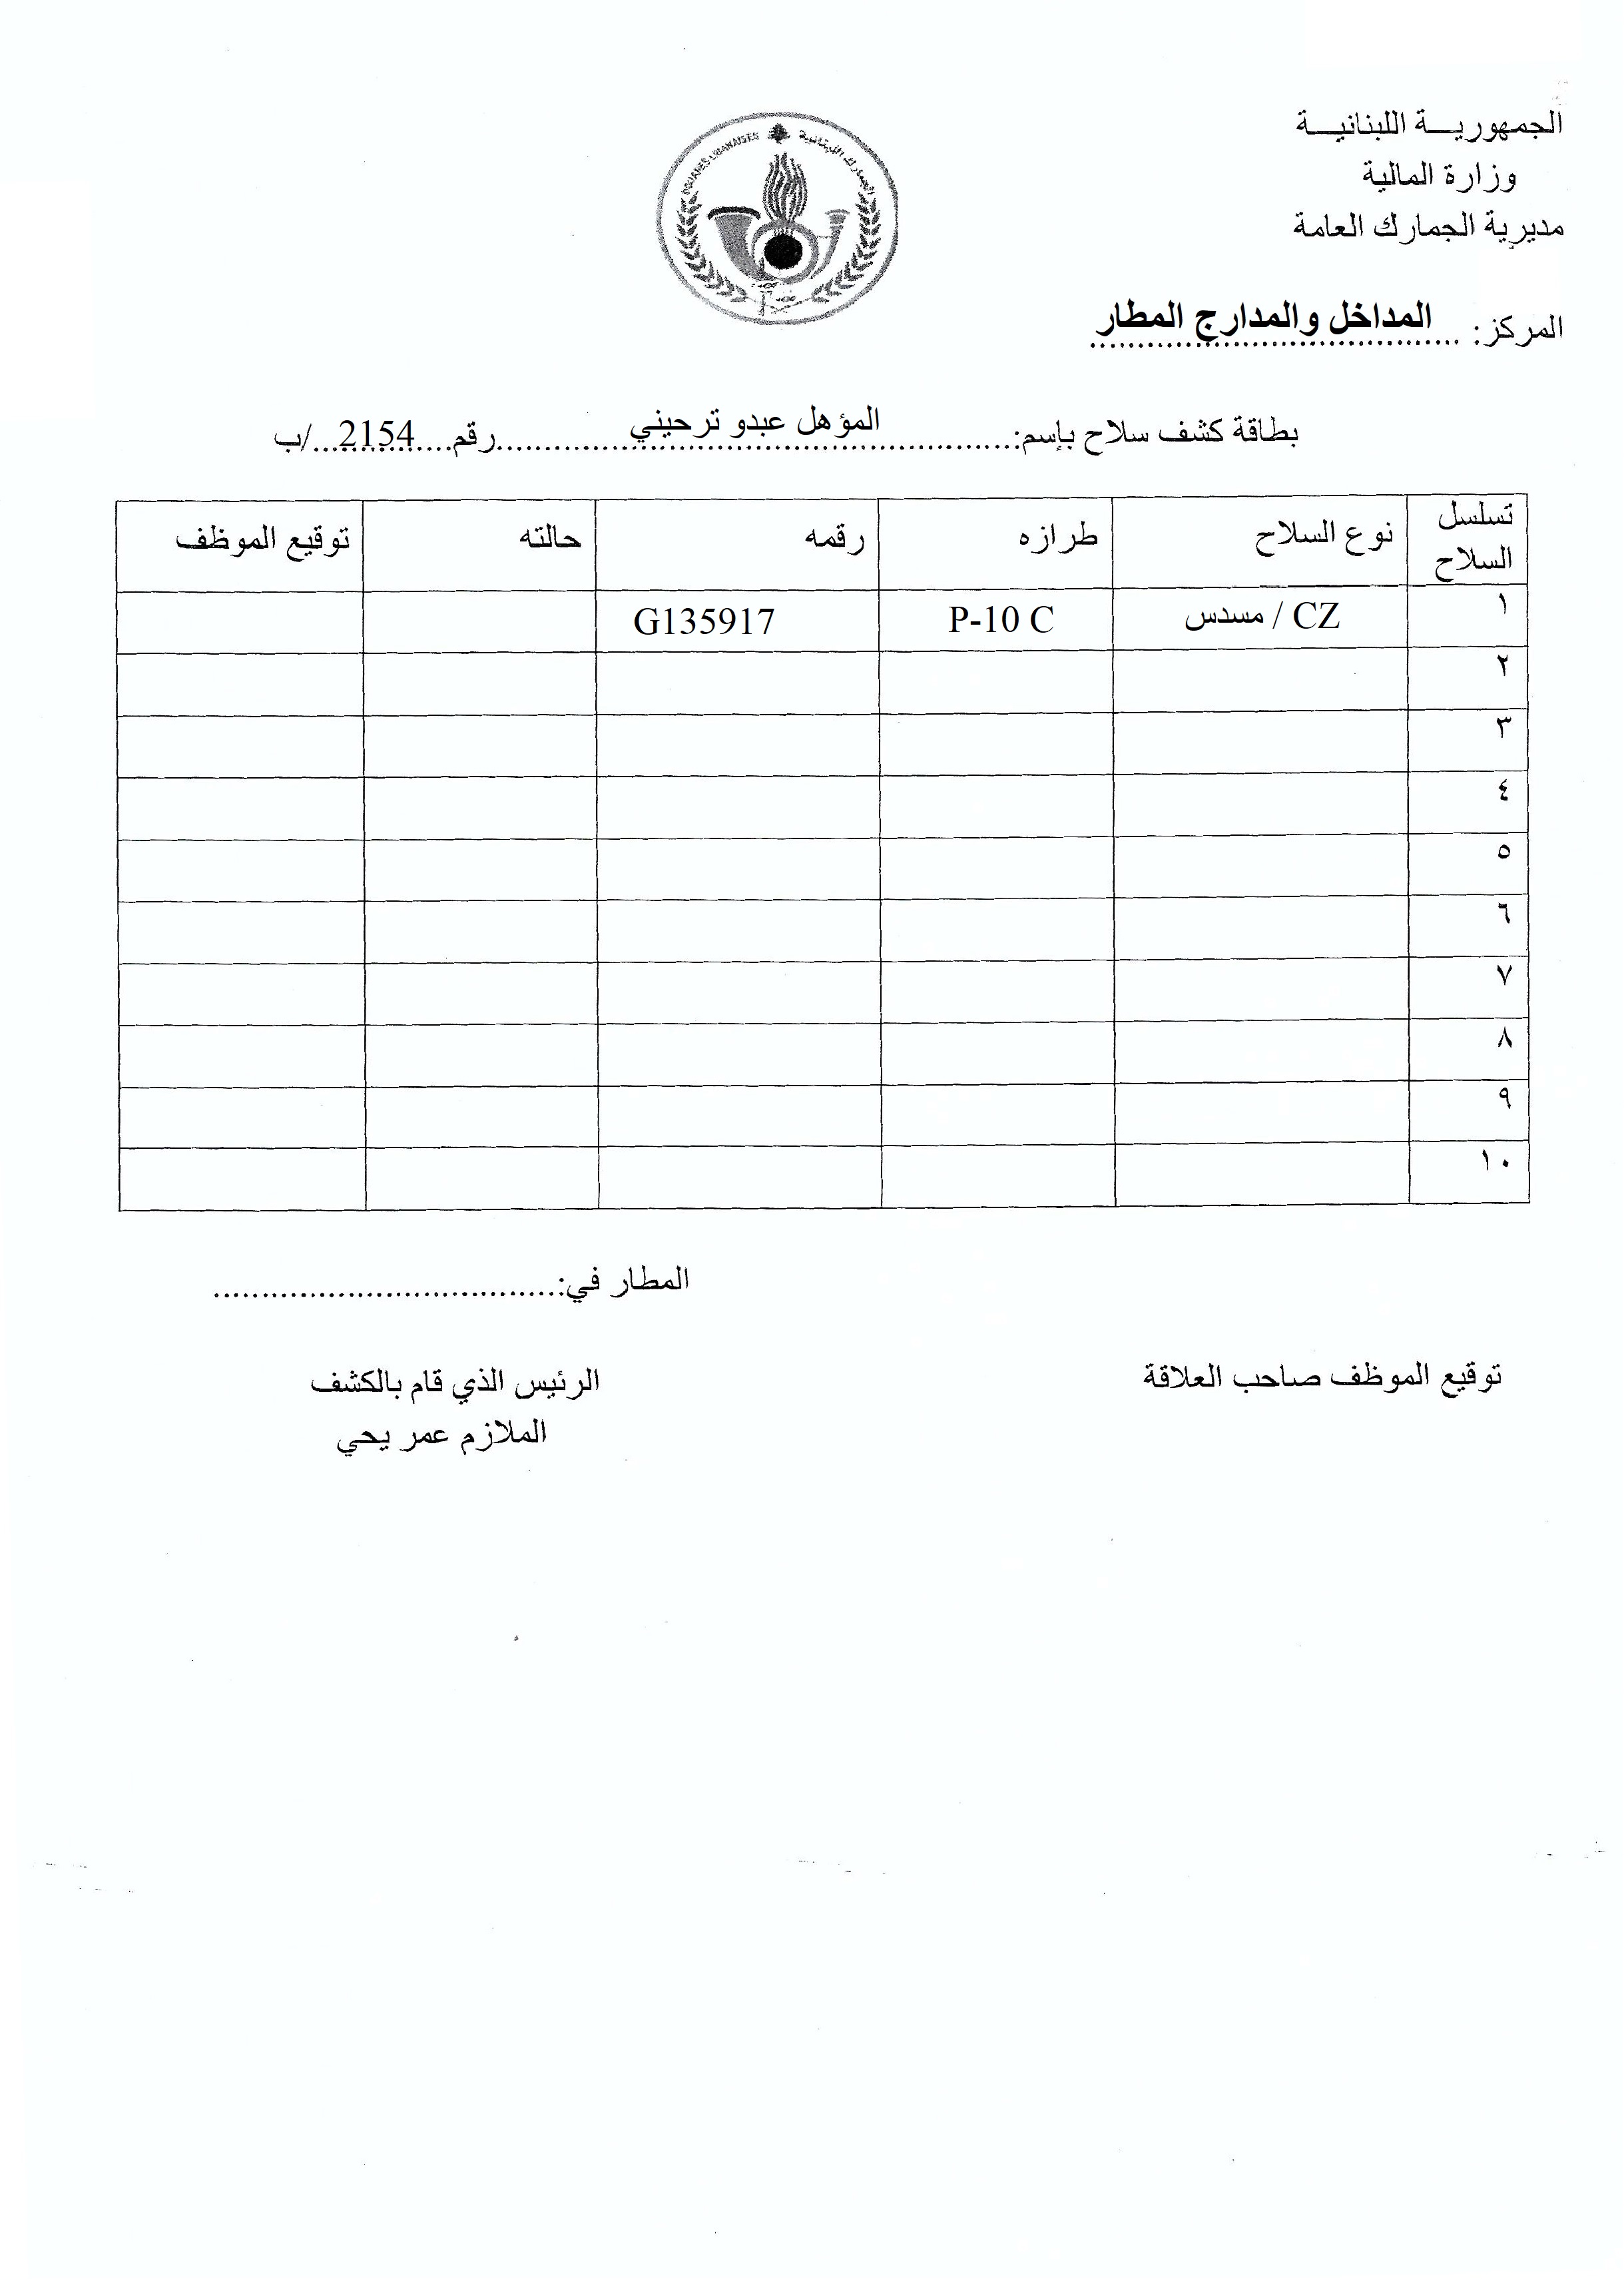 الجمهوريـــة اللبنانيـــة
وزارة المالية
مديرية الجمارك العامة
DOUANES LIBANAISES الجمارك اللبنانية
المركز: المداخل والمدارج المطار
بطاقة كشف سلاح بإسم: المؤهل عبدو ترحيني رقم 2154 /ب
تسلسل السلاح نوع السلاح طرازه رقمه حالته توقيع الموظف
١ CZ / مسدس P-10 C G135917
٢
٣
٤
٥
٦
٧
٨
٩
١٠
المطار في:
توقيع الموظف صاحب العلاقة الرئيس الذي قام بالكشف
الملازم عمر يحي